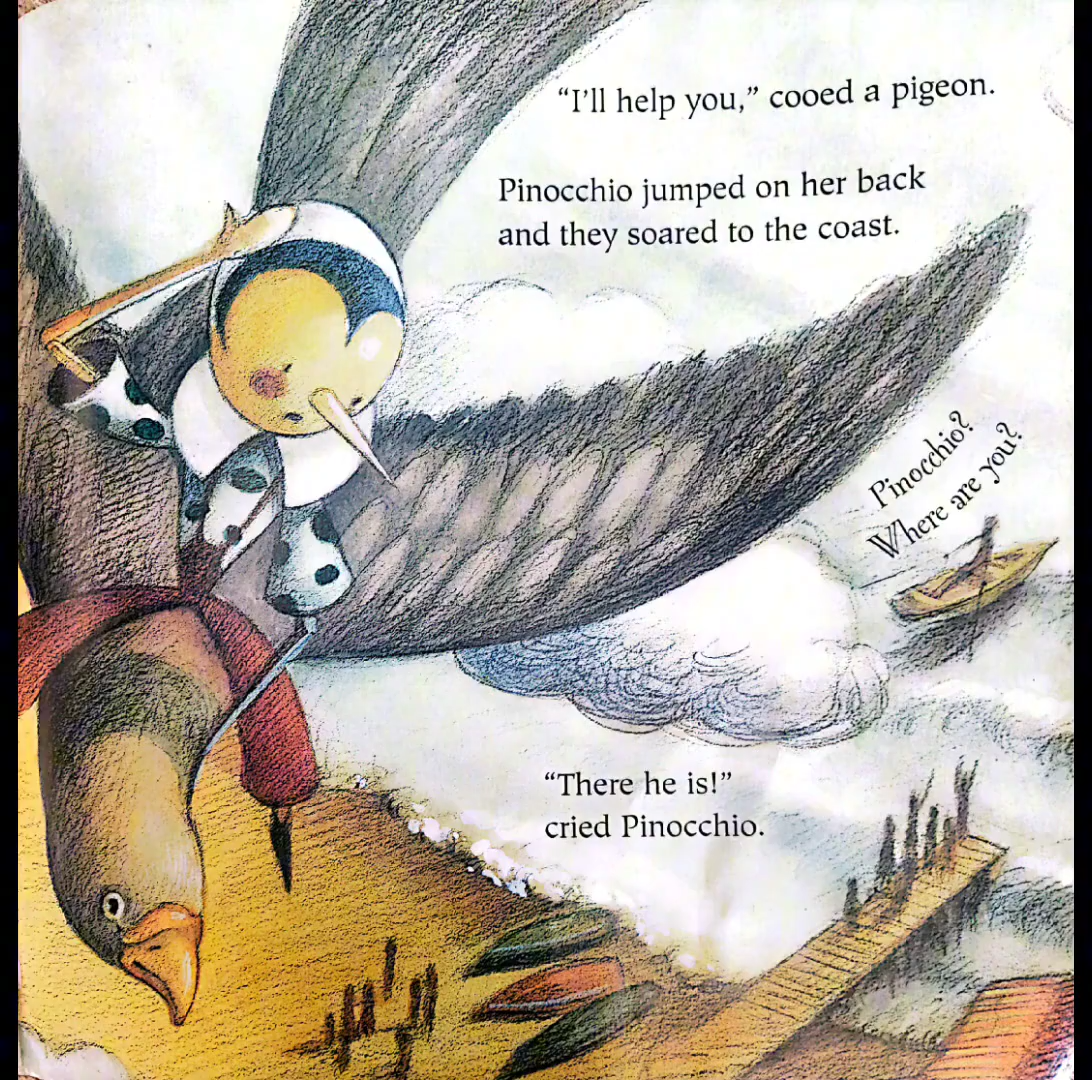 “I’ll help you,” cooed a pigeon.
Pinocchio jumped on her back
and they soared to the coast.
Pinocchio?
Where are you?
“There he is!”
cried Pinocchio.